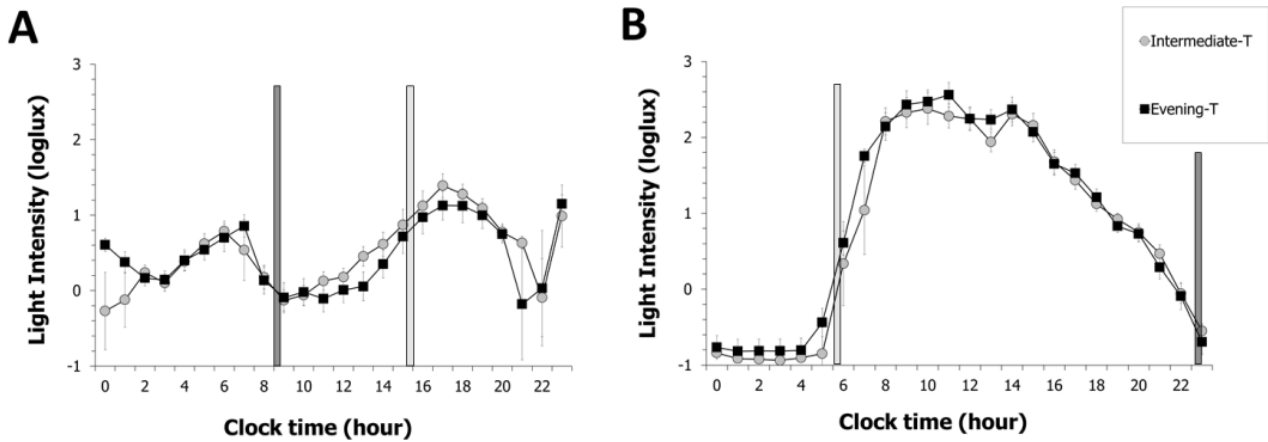 A
Light Intensity (loglux)
3
2
1
0
-1
0 2 4 6 8 10 12 14 16 18 20 22
Clock time (hour)
B
Light Intensity (loglux)
3
2
1
0
-1
0 2 4 6 8 10 12 14 16 18 20 22
Clock time (hour)
Intermediate-T
Evening-T